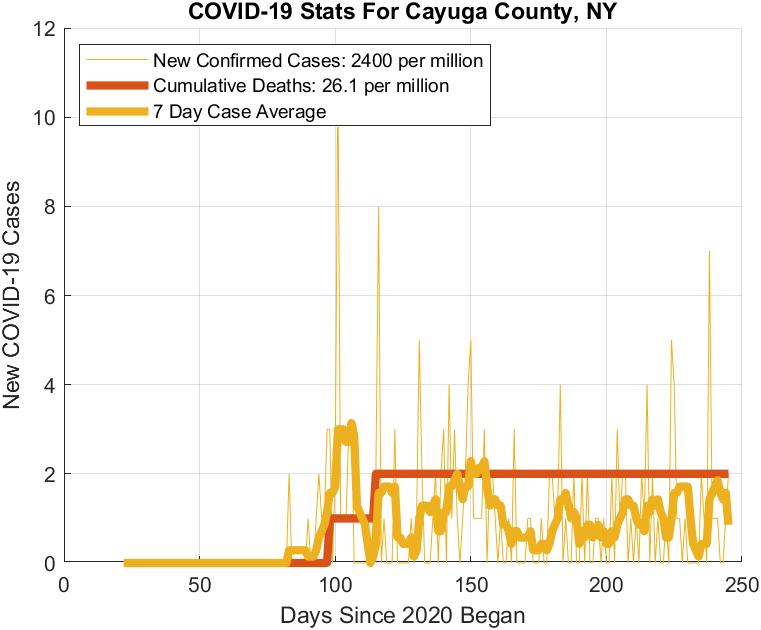 COVID-19 Stats For Cayuga County, NY
12
New Confirmed Cases: 2400 per million
Cumulative Deaths: 26.1 per million
7 Day Case Average
10
8
6
4
2
0
New COVID-19 Cases
0 50 100 150 200 250
Days Since 2020 Began